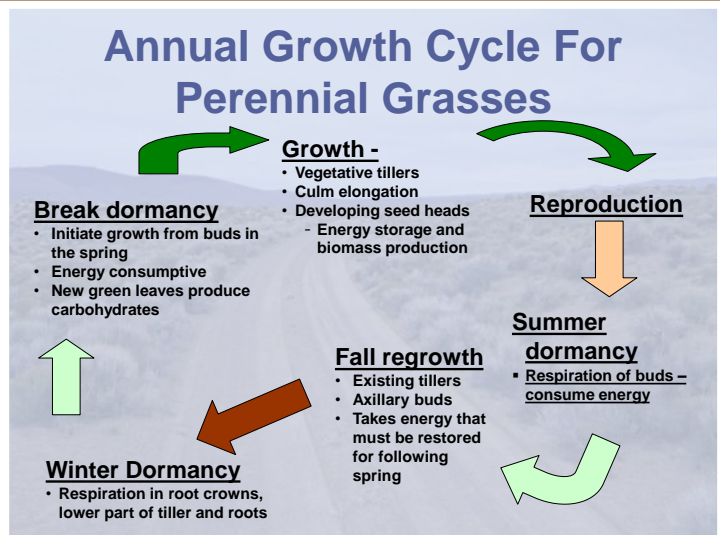 Annual Growth Cycle For
Perennial Grasses
Growth -
• Vegetative tillers
• Culm elongation
• Developing seed heads
- Energy storage and
biomass production
Reproduction
Summer
dormancy
▪ Respiration of buds –
consume energy
Fall regrowth
• Existing tillers
• Axillary buds
• Takes energy that
must be restored
for following
spring
Winter Dormancy
• Respiration in root crowns,
lower part of tiller and roots
Break dormancy
• Initiate growth from buds in
the spring
• Energy consumptive
• New green leaves produce
carbohydrates